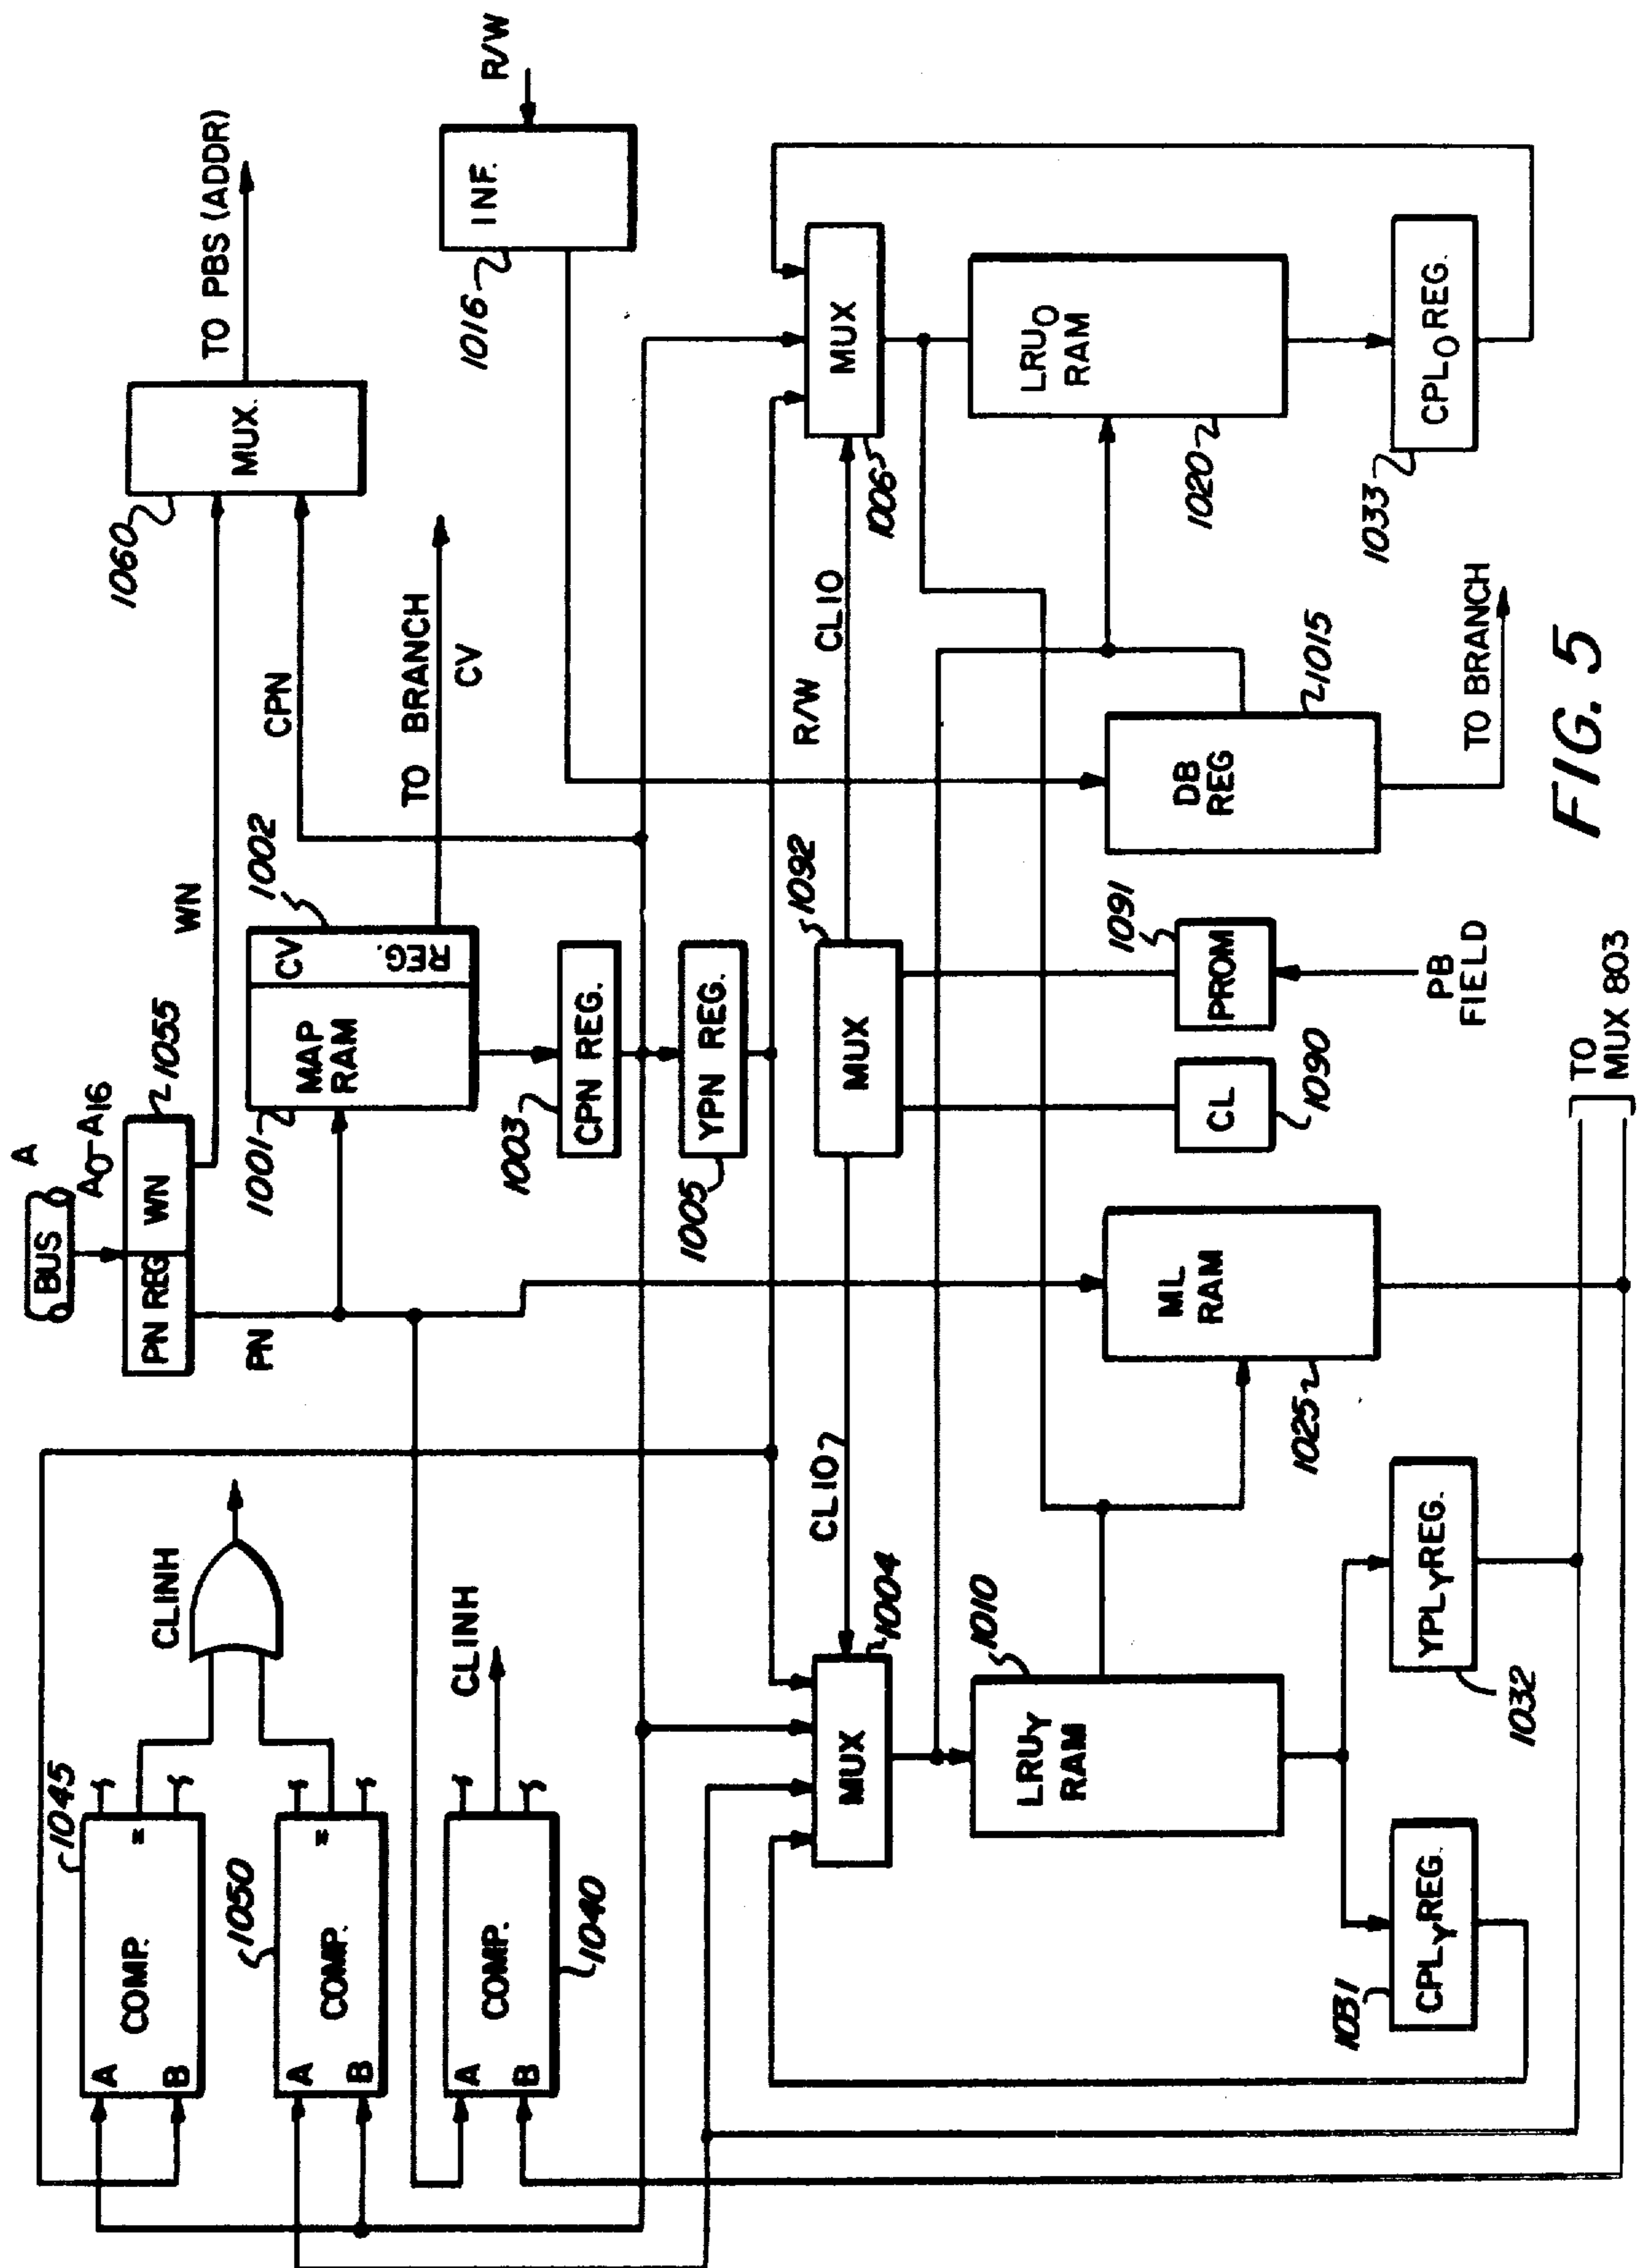 BUS
A
A0-A16
PN REG
WN
1055
PN
WN
1060
MUX.
TO PBS (ADDR)
CPN
1001
MAP
RAM
CV
REG.
1002
TO BRANCH
CV
1003
CPN REG.
1005
YPN REG.
1016
INF.
R/W
1045
COMP.
A
B
=
1050
COMP.
A
B
=
CLINH
1040
COMP.
A
B
CLINH
CL10
1092
MUX
R/W
CL10
MUX
1004
MUX
1006
1010
LRUY
RAM
1025
ML
RAM
CL
1090
PROM
1091
PB
FIELD
DB
REG
1015
TO BRANCH
LRU0
RAM
1020
1031
CPLY REG.
1032
YPLY REG.
1033
CPL0 REG.
TO
MUX 803
FIG. 5